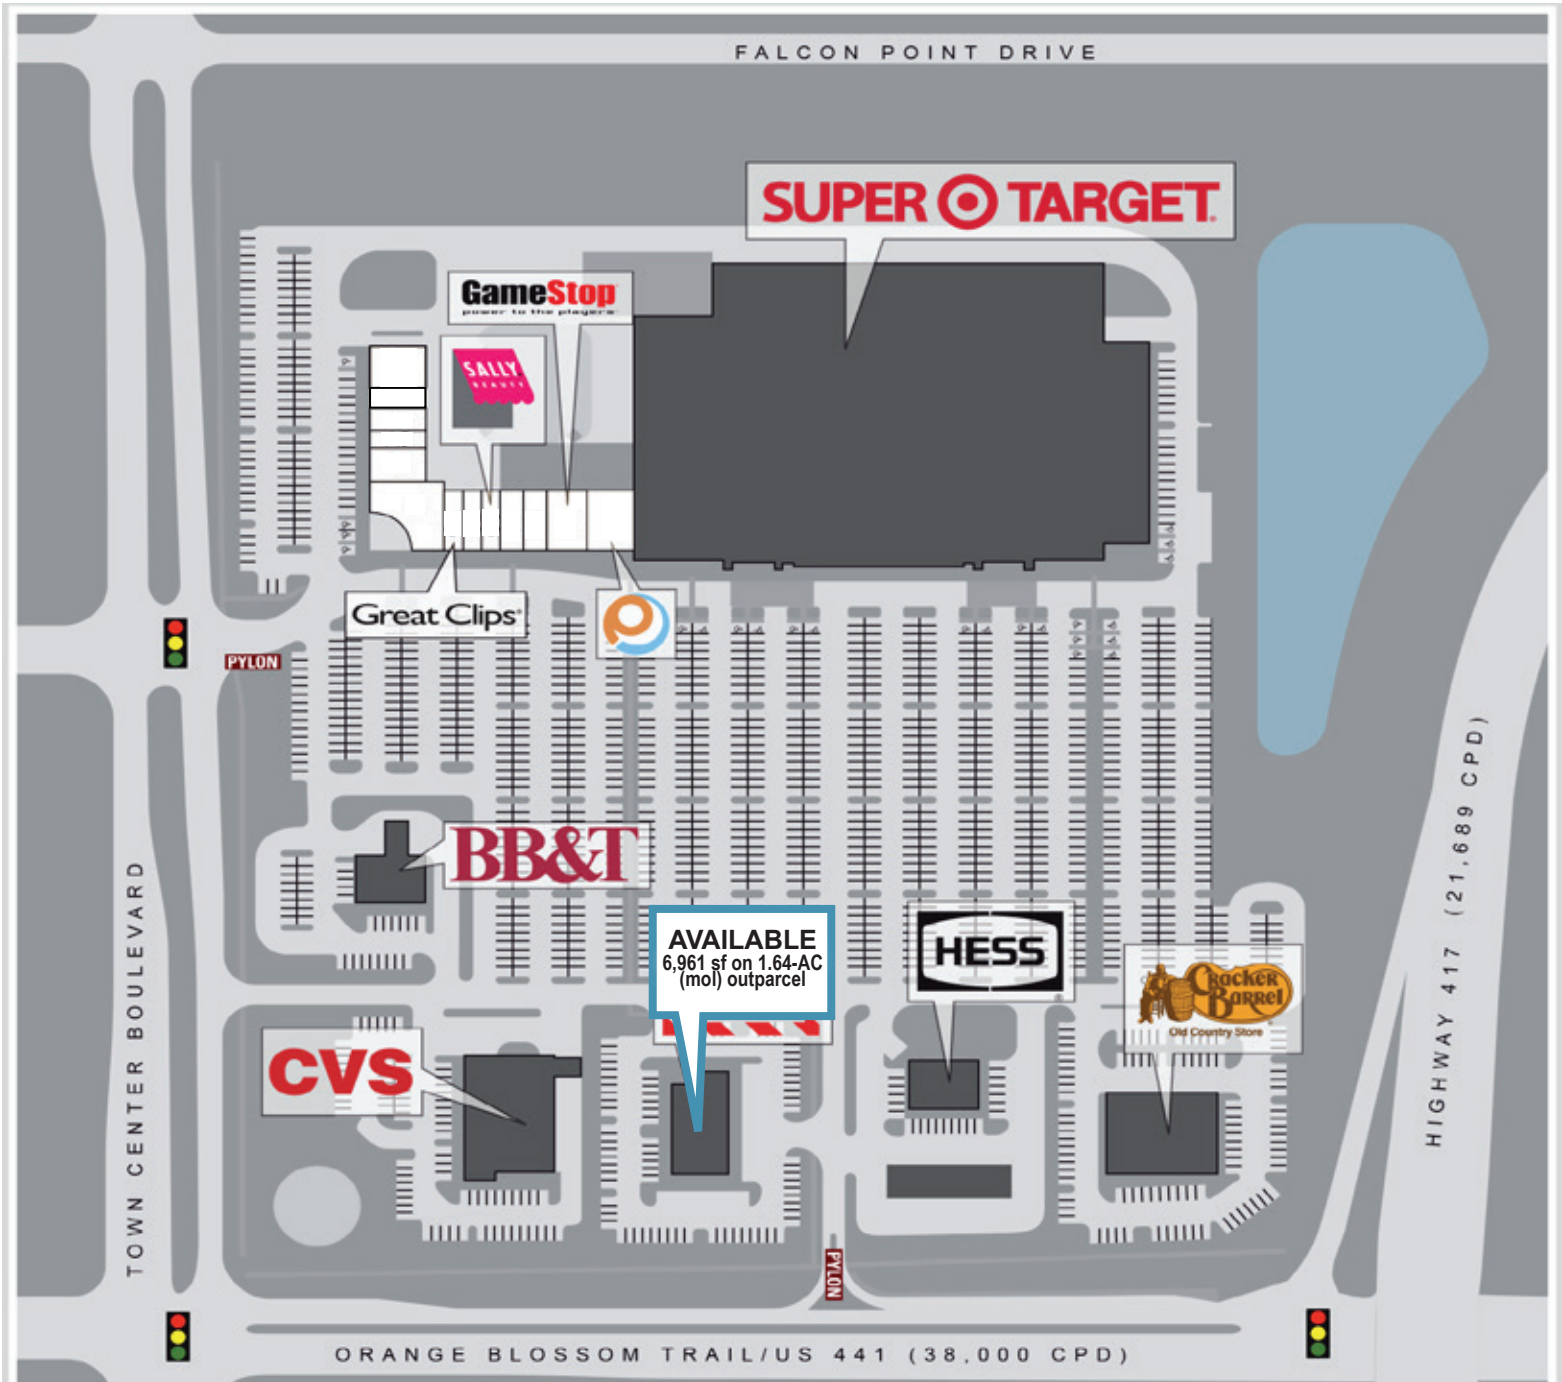 FALCON POINT DRIVE
SUPER TARGET
GameStop
power to the players
SALLY
BEAUTY
Great Clips
PYLON
BB&T
AVAILABLE
6,961 sf on 1.64-AC
(mol) outparcel
HESS
Cracker
Barrel
Old Country Store
CVS
TOWN CENTER BOULEVARD
HIGHWAY 417 (21,689 CPD)
PYLON
ORANGE BLOSSOM TRAIL/US 441 (38,000 CPD)